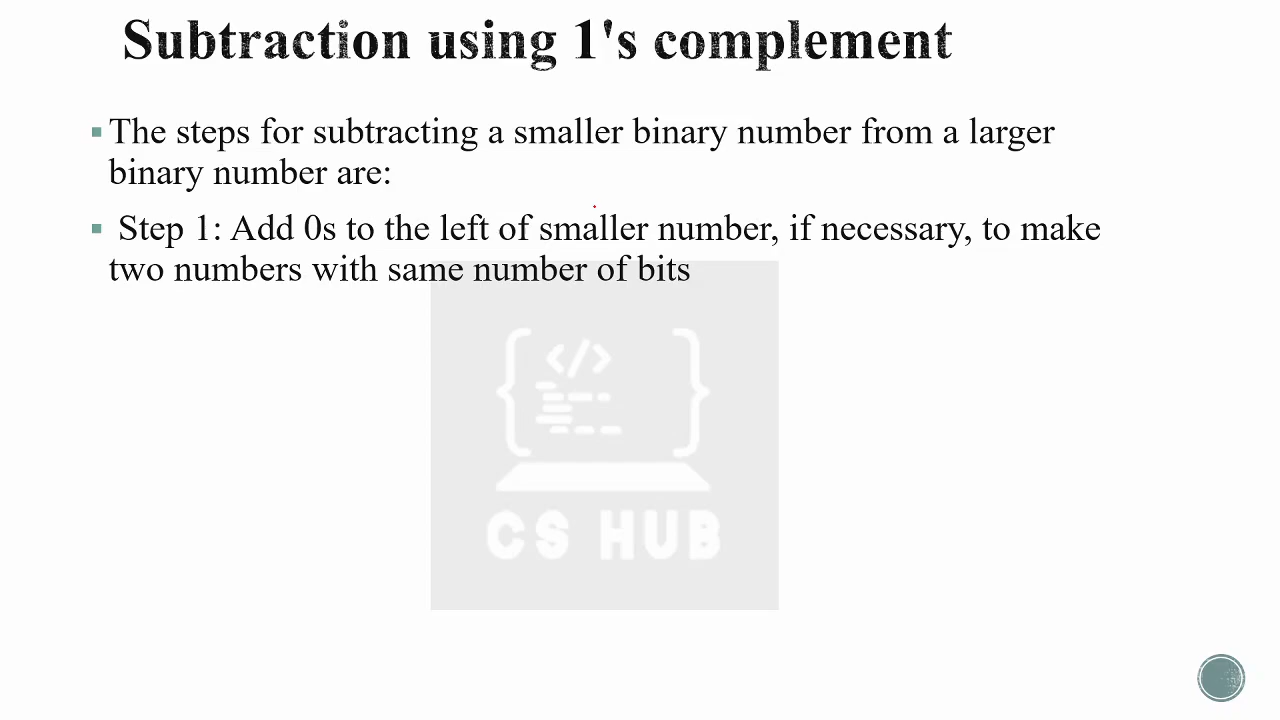 Subtraction using 1's complement
The steps for subtracting a smaller binary number from a larger
binary number are:
Step 1: Add 0s to the left of smaller number, if necessary, to make
two numbers with same number of bits
</>
CS HUB